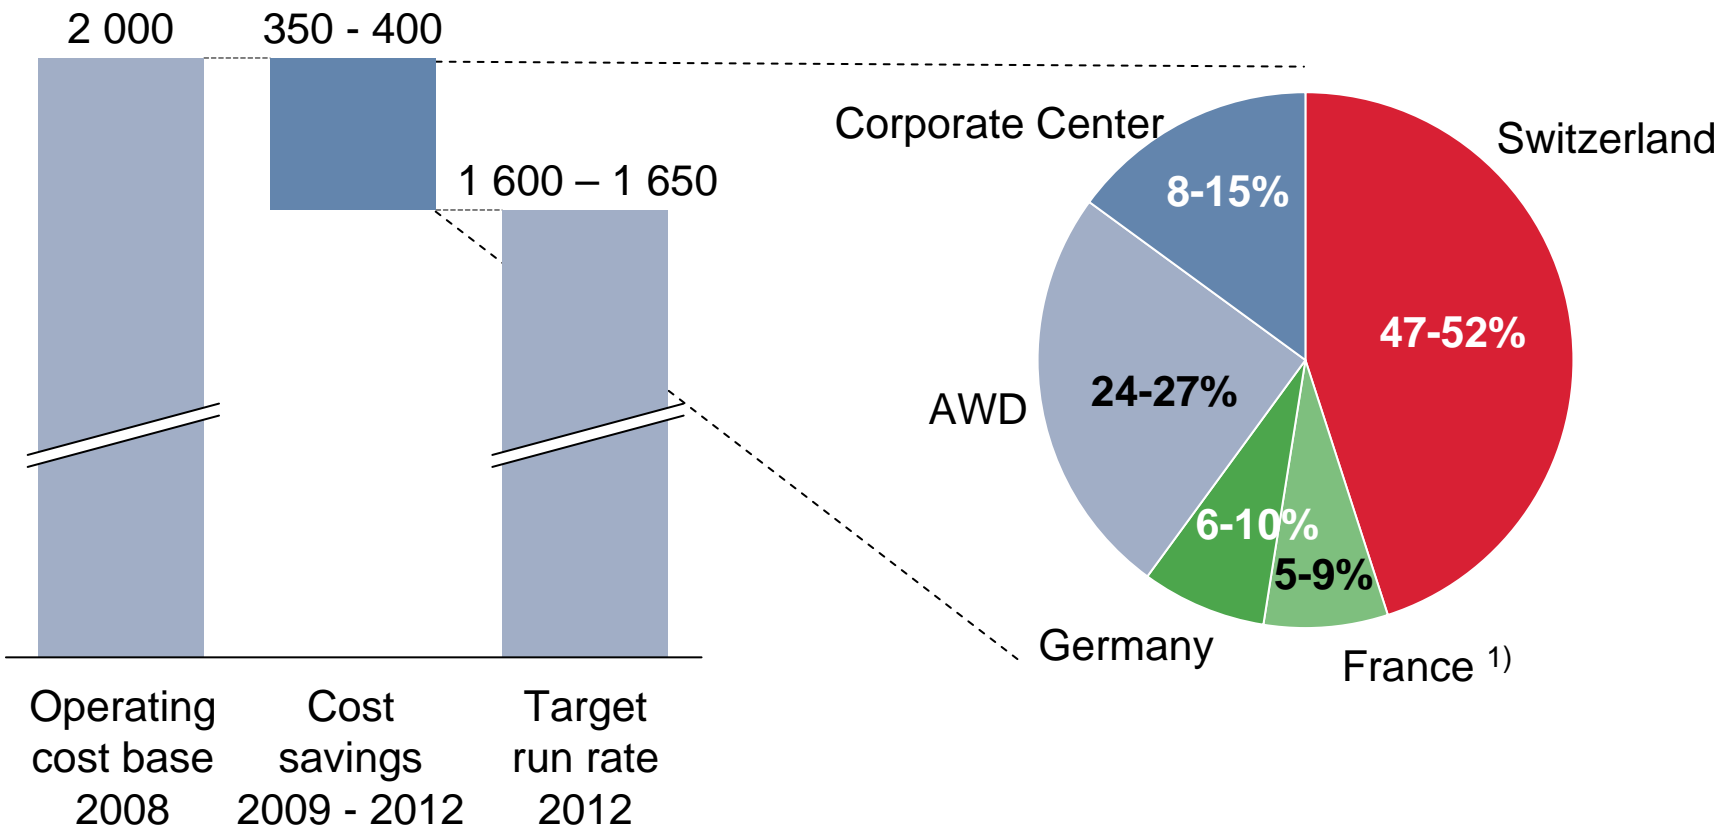 2 000
350 - 400
1 600 – 1 650
Operating
cost base
2008
Cost
savings
2009 - 2012
Target
run rate
2012
Corporate Center
Switzerland
8-15%
47-52%
24-27%
AWD
6-10%
5-9%
Germany
France 1)